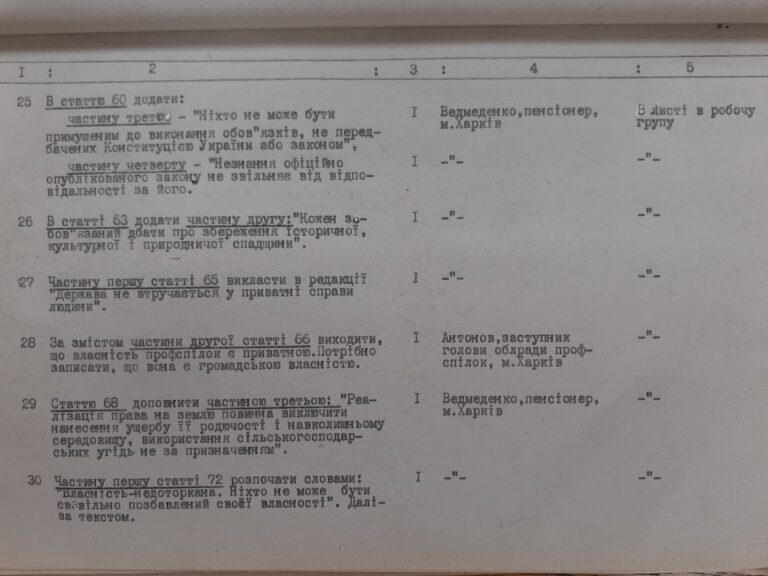 I : 2 : 3 : 4 : 5
25 В статтю 60 додати:
частину третю - "Ніхто не може бути I Ведмеденко,пенсіонер, В листі в робочу
примушеним до виконання обов"язків, не перед- м.Харків групу
бачених Конституцією України або законом",
частину четверту - "Незнання офіційно I -"- -"-
опублікованого закону не звільняє від відпо-
відальності за його.
26 В статті 63 додати частину другу:"Кожен зо- I -"- -"-
бов"язаний дбати про збереження історичної,
культурної і природничої спадщини".
27 Частину першу статті 65 викласти в редакції I -"- -"-
"Держава не втручається у приватні справи
людини".
28 За змістом частини другої статті 66 виходить, I Антонов,заступник -"-
що власність профспілок є приватною.Потрібно голови облради проф-
записати, що вона є громадською власністю. спілок, м.Харків
29 Статтю 68 доповнити частиною третьою: "Реа- I Ведмеденко,пенсіонер, -"-
лізація права на землю повинна виключити м.Харків
нанесення ущербу її родючості і навколишньому
середовищу, використання сільськогосподар-
ських угідь не за призначенням".
30 Частину першу статті 72 розпочати словами: I -"- -"-
"Власність-недоторкана. Ніхто не може бути
свавільно позбавлений своєї власності". Далі-
за текстом.